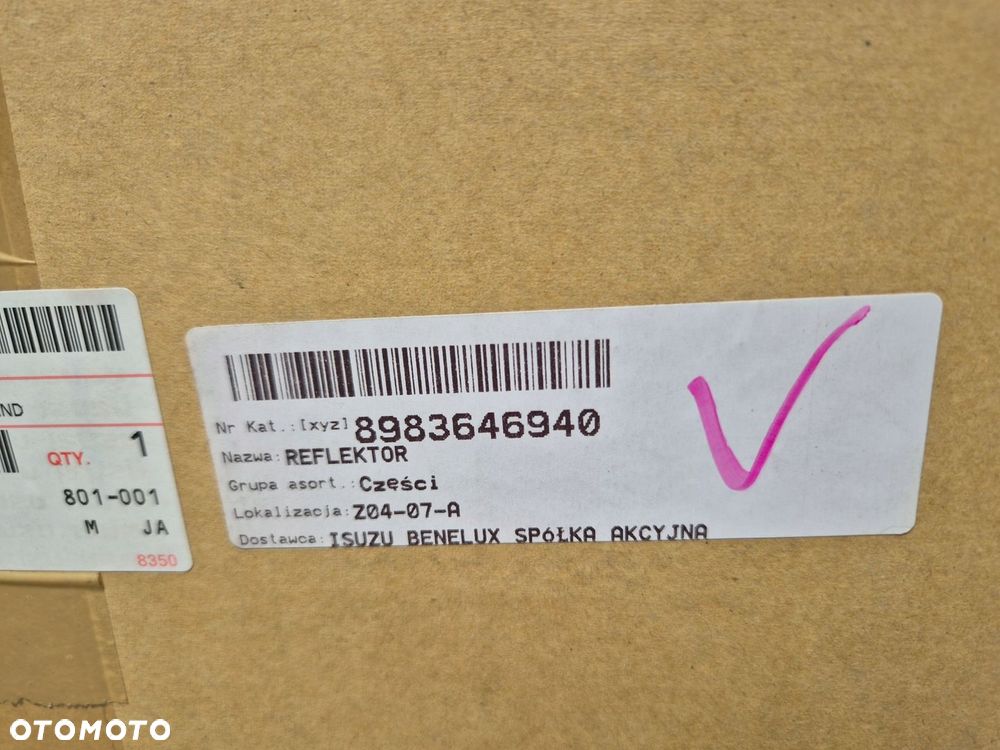 ND
QTY. 1
801-001
M JA
8350
Nr Kat.:[xyz] 8983646940
Nazwa: REFLEKTOR
Grupa asort.: Części
Lokalizacja: Z04-07-A
Dostawca: ISUZU BENELUX SPÓŁKA AKCYJNA
OTOMOTO